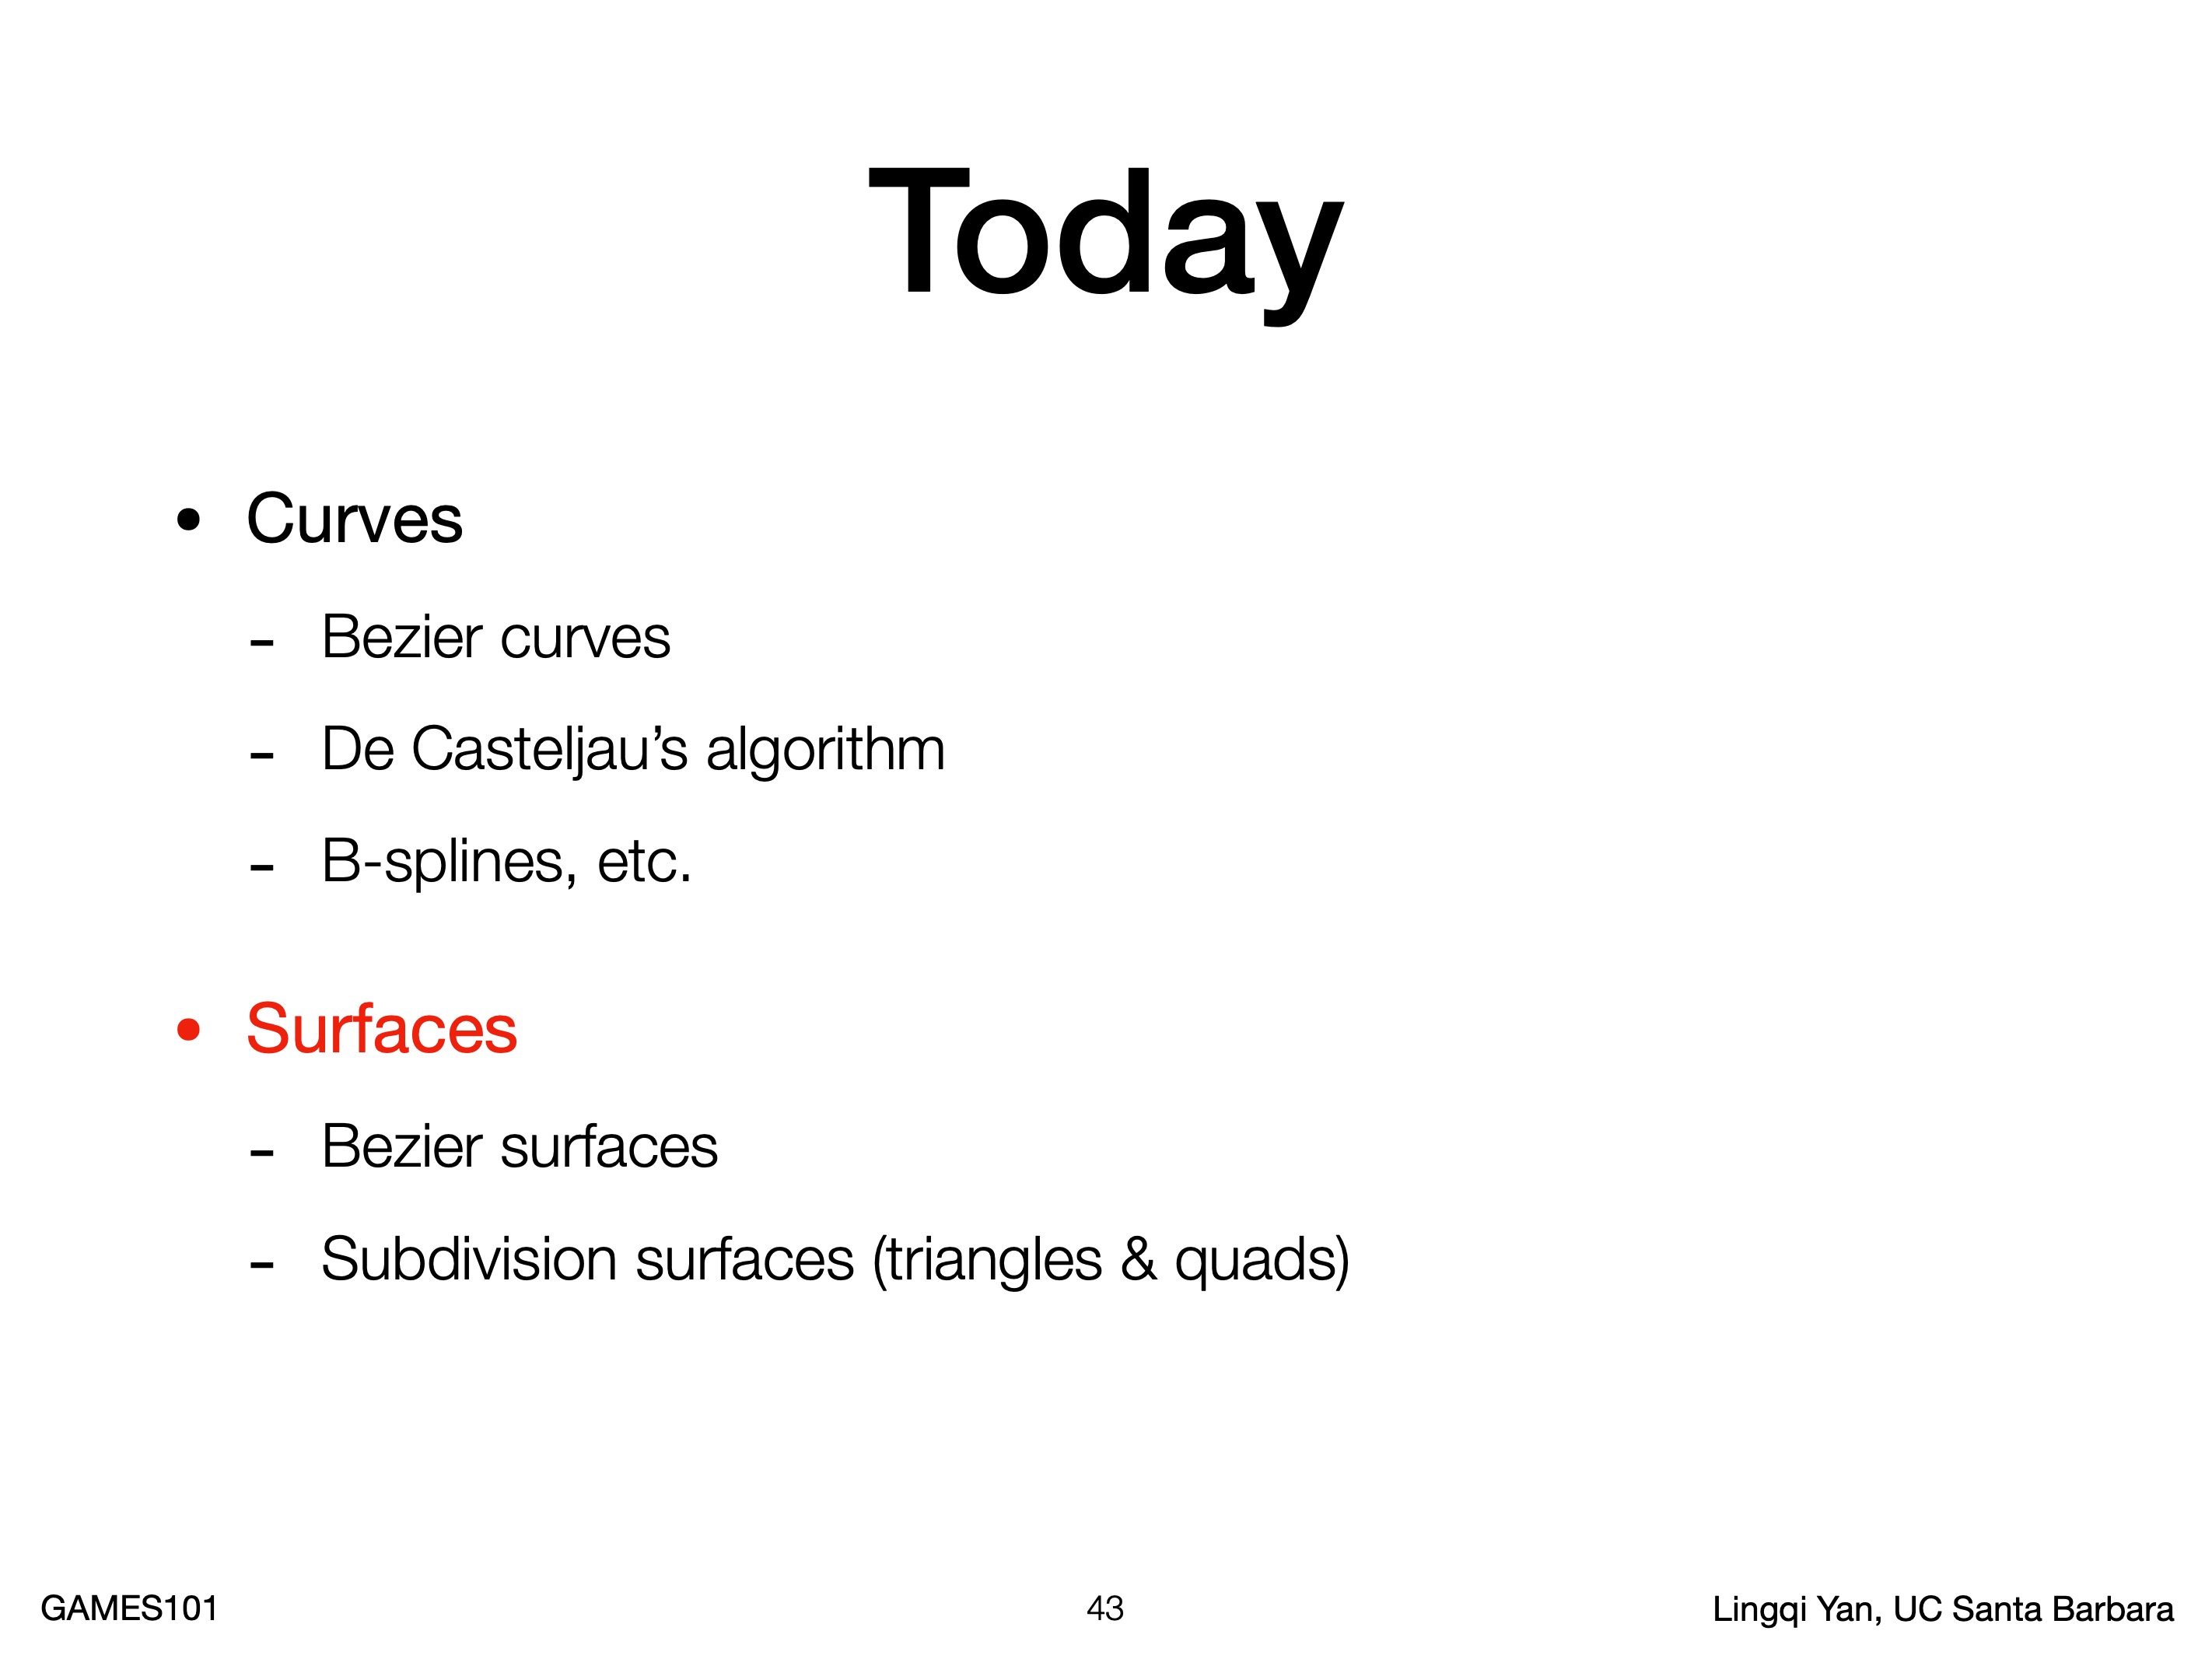 Today
• Curves
- Bezier curves
- De Casteljau’s algorithm
- B-splines, etc.
• Surfaces
- Bezier surfaces
- Subdivision surfaces (triangles & quads)
GAMES101
43
Lingqi Yan, UC Santa Barbara